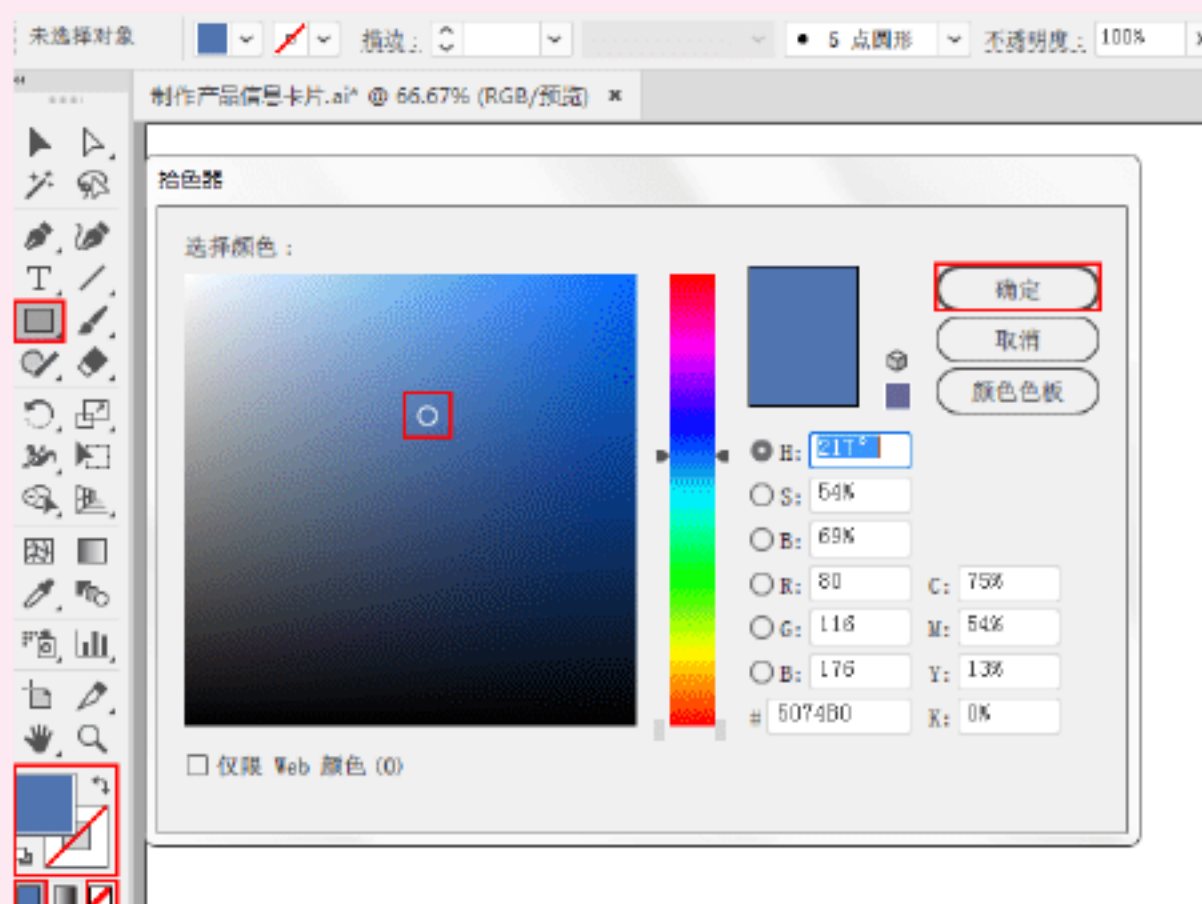 未选择对象 描边： 5 点圆形 不透明度： 100%
制作产品信息卡片.ai* @ 66.67% (RGB/预览) ×
拾色器
选择颜色：
确定
取消
颜色色板
H: 217°
S: 54%
B: 69%
R: 80 C: 75%
G: 116 M: 54%
B: 176 Y: 13%
# 5074B0 K: 0%
仅限 Web 颜色 (O)